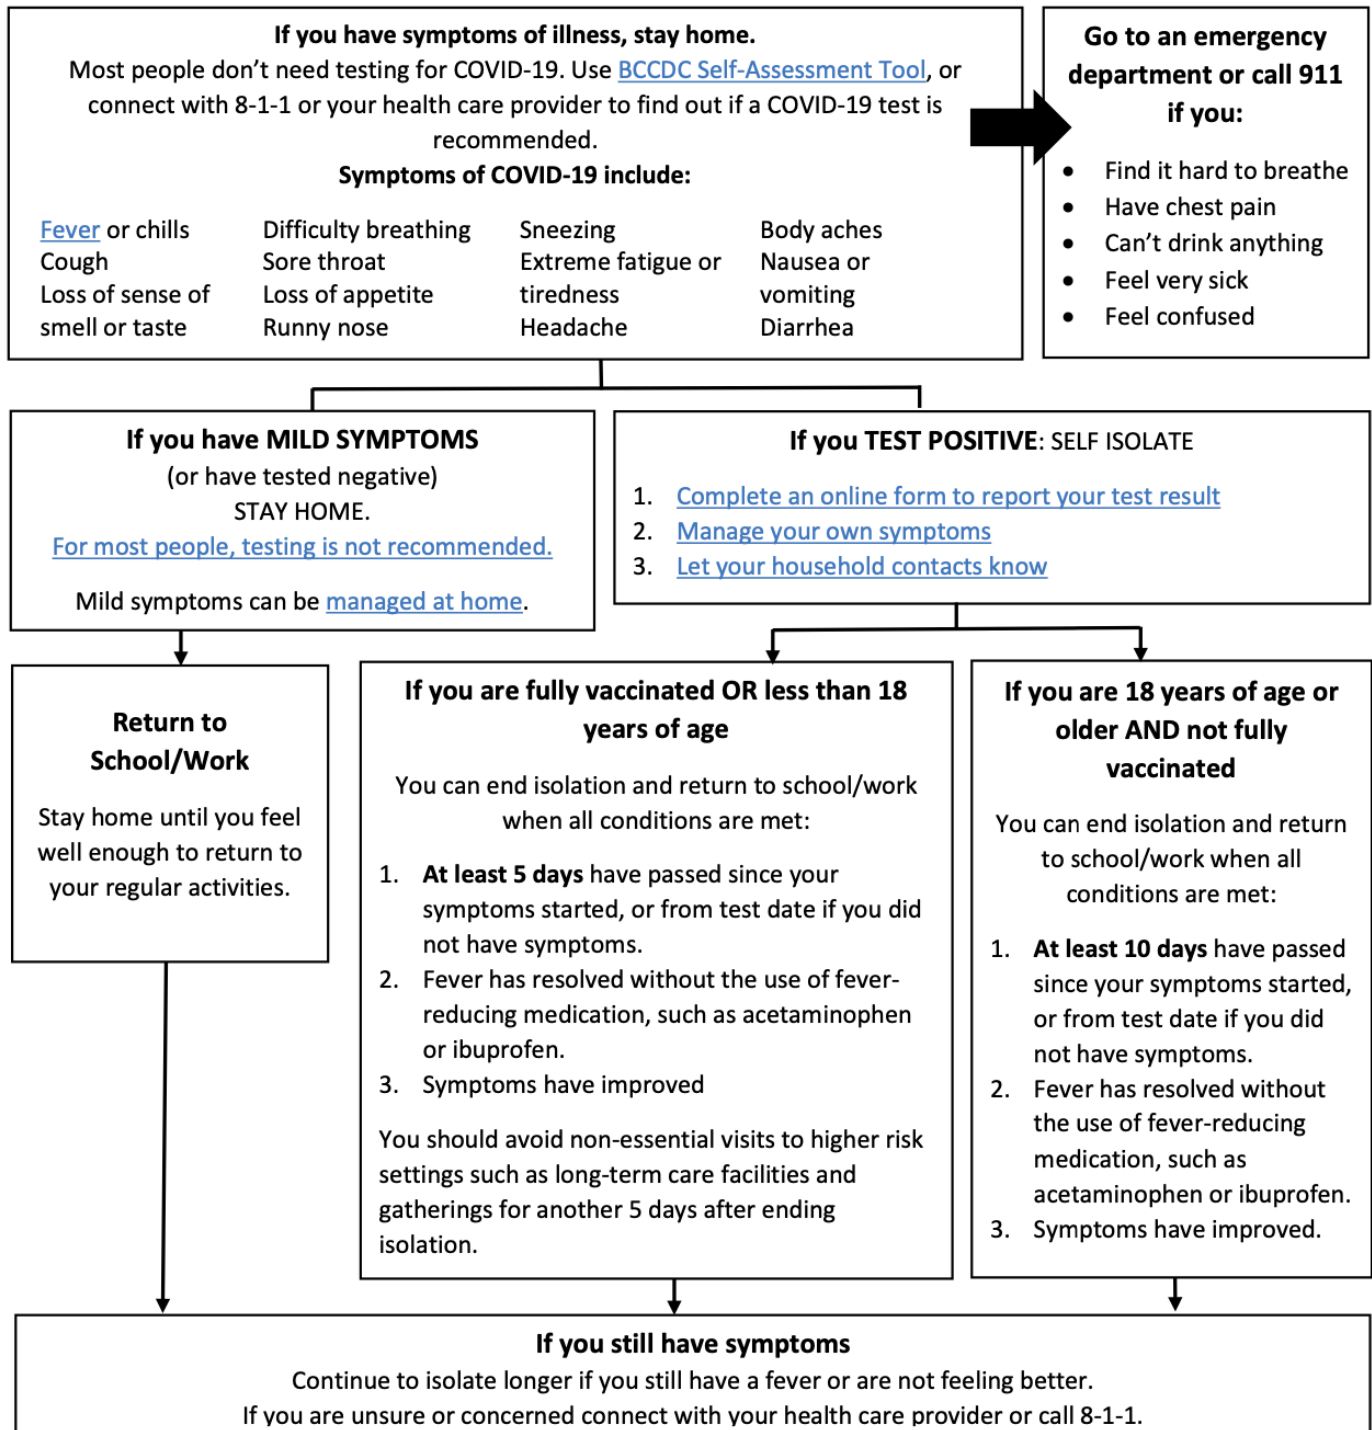 If you have symptoms of illness, stay home.
Most people don't need testing for COVID-19. Use BCCDC Self-Assessment Tool, or
connect with 8-1-1 or your health care provider to find out if a COVID-19 test is
recommended.
Symptoms of COVID-19 include:
Fever or chills
Cough
Loss of sense of
smell or taste
Difficulty breathing
Sore throat
Loss of appetite
Runny nose
Sneezing
Extreme fatigue or
tiredness
Headache
Body aches
Nausea or
vomiting
Diarrhea
Go to an emergency
department or call 911
if you:
• Find it hard to breathe
• Have chest pain
• Can't drink anything
• Feel very sick
• Feel confused
If you have MILD SYMPTOMS
(or have tested negative)
STAY HOME.
For most people, testing is not recommended.
Mild symptoms can be managed at home.
If you TEST POSITIVE: SELF ISOLATE
1. Complete an online form to report your test result
2. Manage your own symptoms
3. Let your household contacts know
Return to
School/Work
Stay home until you feel
well enough to return to
your regular activities.
If you are fully vaccinated OR less than 18
years of age
You can end isolation and return to school/work
when all conditions are met:
1. At least 5 days have passed since your
symptoms started, or from test date if you did
not have symptoms.
2. Fever has resolved without the use of fever-
reducing medication, such as acetaminophen
or ibuprofen.
3. Symptoms have improved
You should avoid non-essential visits to higher risk
settings such as long-term care facilities and
gatherings for another 5 days after ending
isolation.
If you are 18 years of age or
older AND not fully
vaccinated
You can end isolation and return
to school/work when all
conditions are met:
1. At least 10 days have passed
since your symptoms started,
or from test date if you did
not have symptoms.
2. Fever has resolved without
the use of fever-reducing
medication, such as
acetaminophen or ibuprofen.
3. Symptoms have improved.
If you still have symptoms
Continue to isolate longer if you still have a fever or are not feeling better.
If you are unsure or concerned connect with your health care provider or call 8-1-1.